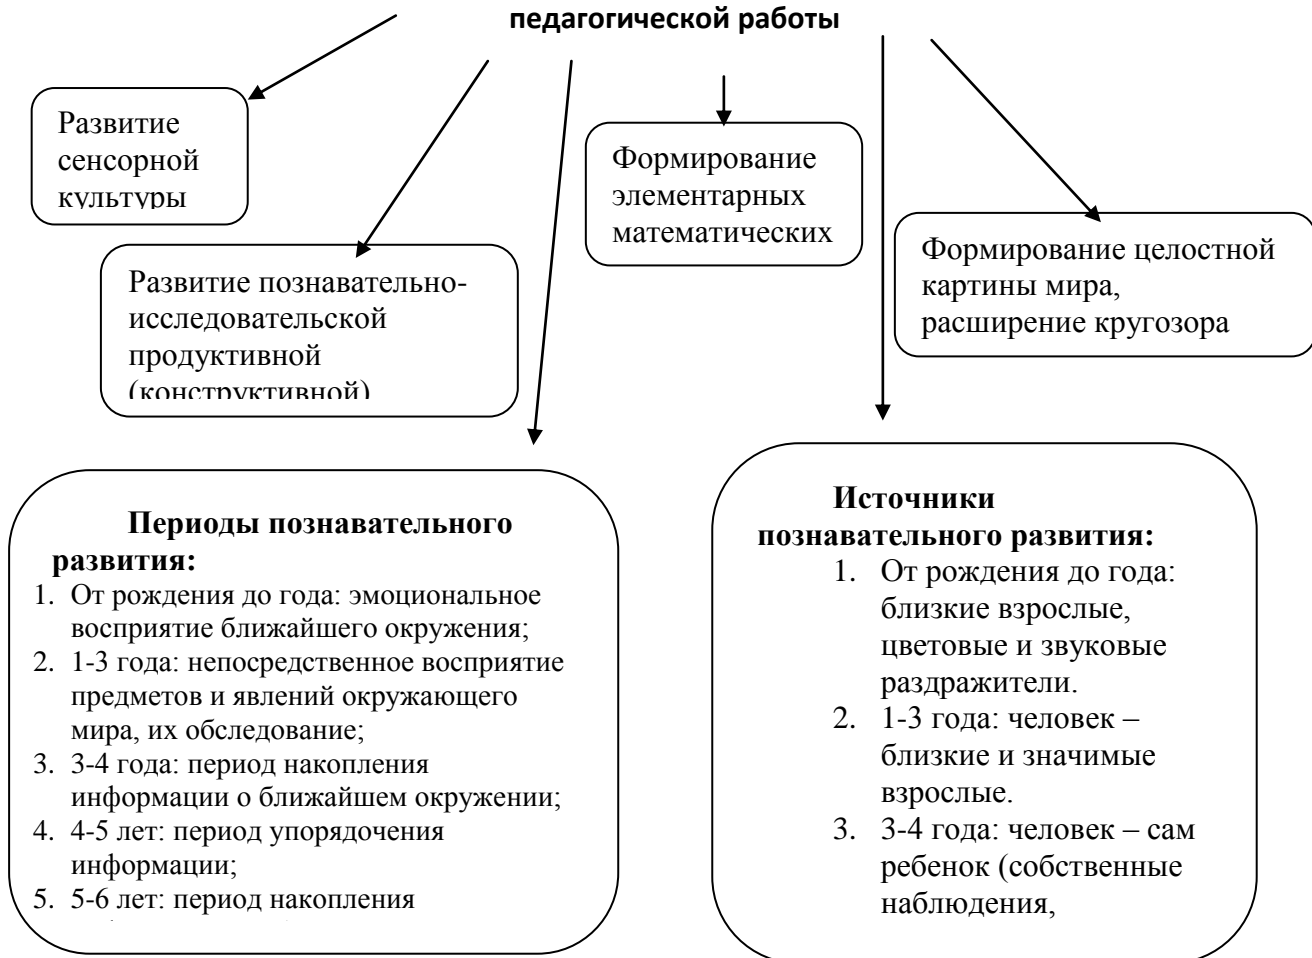 педагогической работы
Развитие
сенсорной
культуры
Формирование
элементарных
математических
Развитие познавательно-
исследовательской
продуктивной
(конструктивной)
Формирование целостной
картины мира,
расширение кругозора
Периоды познавательного
развития:
1. От рождения до года: эмоциональное
восприятие ближайшего окружения;
2. 1-3 года: непосредственное восприятие
предметов и явлений окружающего
мира, их обследование;
3. 3-4 года: период накопления
информации о ближайшем окружении;
4. 4-5 лет: период упорядочения
информации;
5. 5-6 лет: период накопления
Источники
познавательного развития:
1. От рождения до года:
близкие взрослые,
цветовые и звуковые
раздражители.
2. 1-3 года: человек –
близкие и значимые
взрослые.
3. 3-4 года: человек – сам
ребенок (собственные
наблюдения,